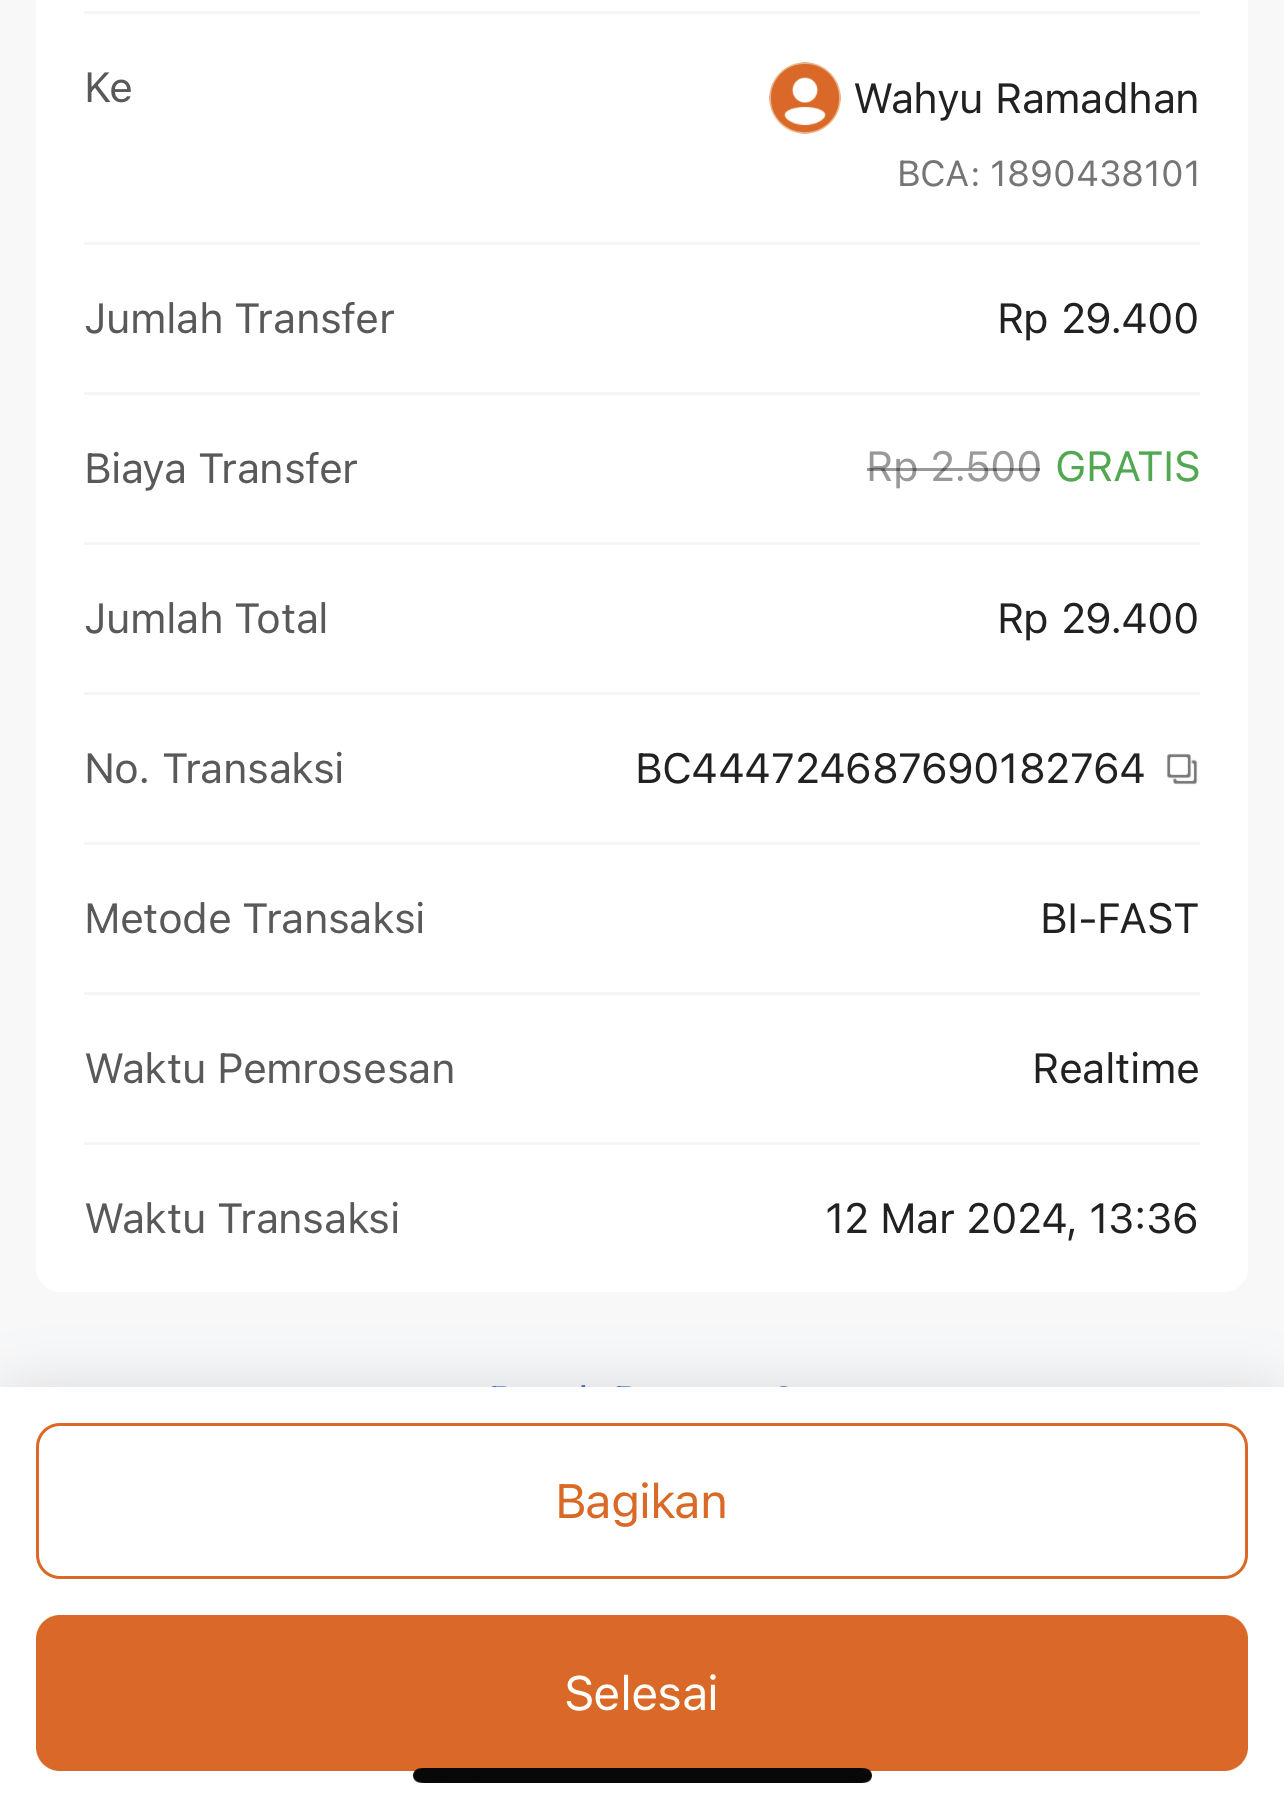 Ke
Wahyu Ramadhan
BCA: 1890438101
Jumlah Transfer Rp 29.400
Biaya Transfer Rp 2.500 GRATIS
Jumlah Total Rp 29.400
No. Transaksi BC444724687690182764
Metode Transaksi BI-FAST
Waktu Pemrosesan Realtime
Waktu Transaksi 12 Mar 2024, 13:36
Bagikan
Selesai